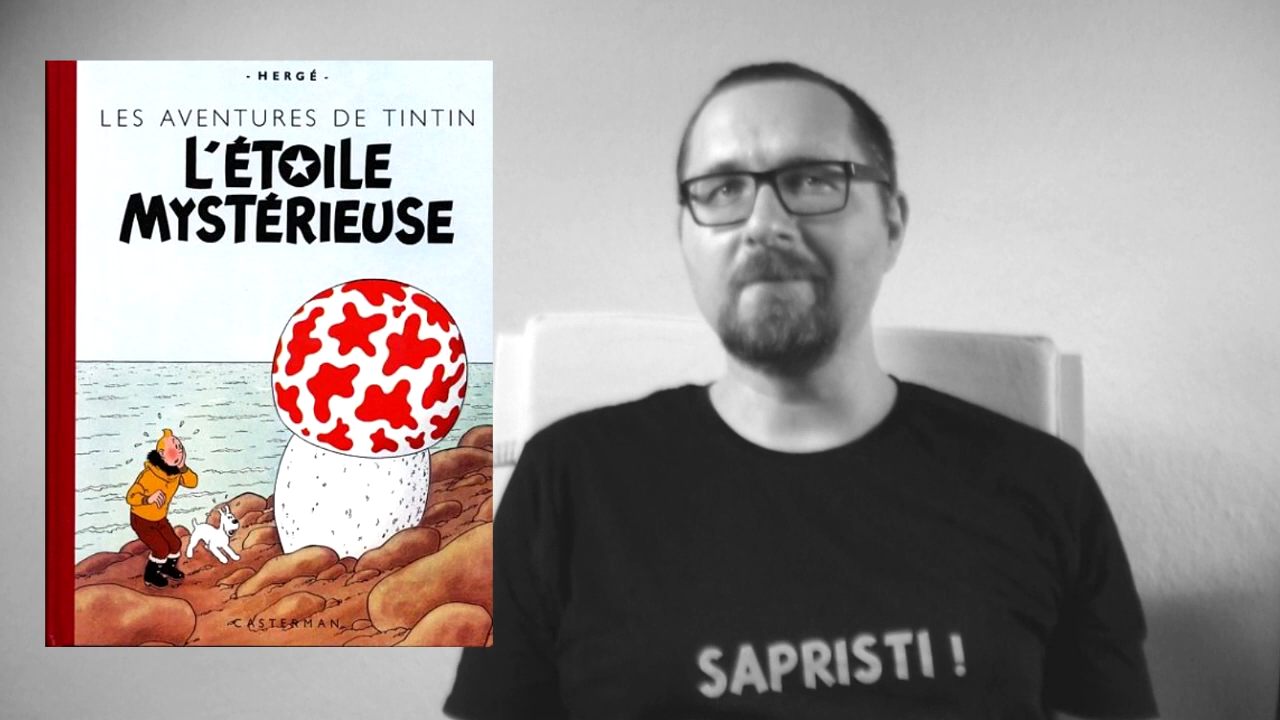 - HERGÉ -
LES AVENTURES DE TINTIN
L'ÉTOILE
MYSTÉRIEUSE
CASTERMAN
SAPRISTI !